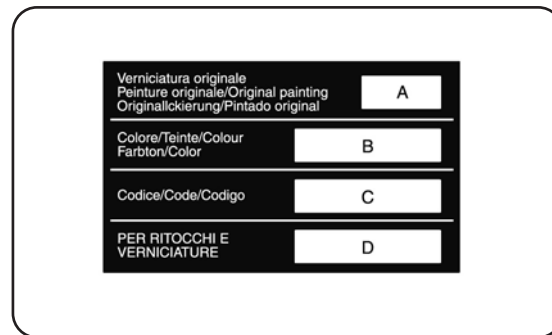 Verniciatura originale
Peinture originale/Original painting
Originallckierung/Pintado original
A
Colore/Teinte/Colour
Farbton/Color
B
Codice/Code/Codigo
C
PER RITOCCHI E
VERNICIATURE
D